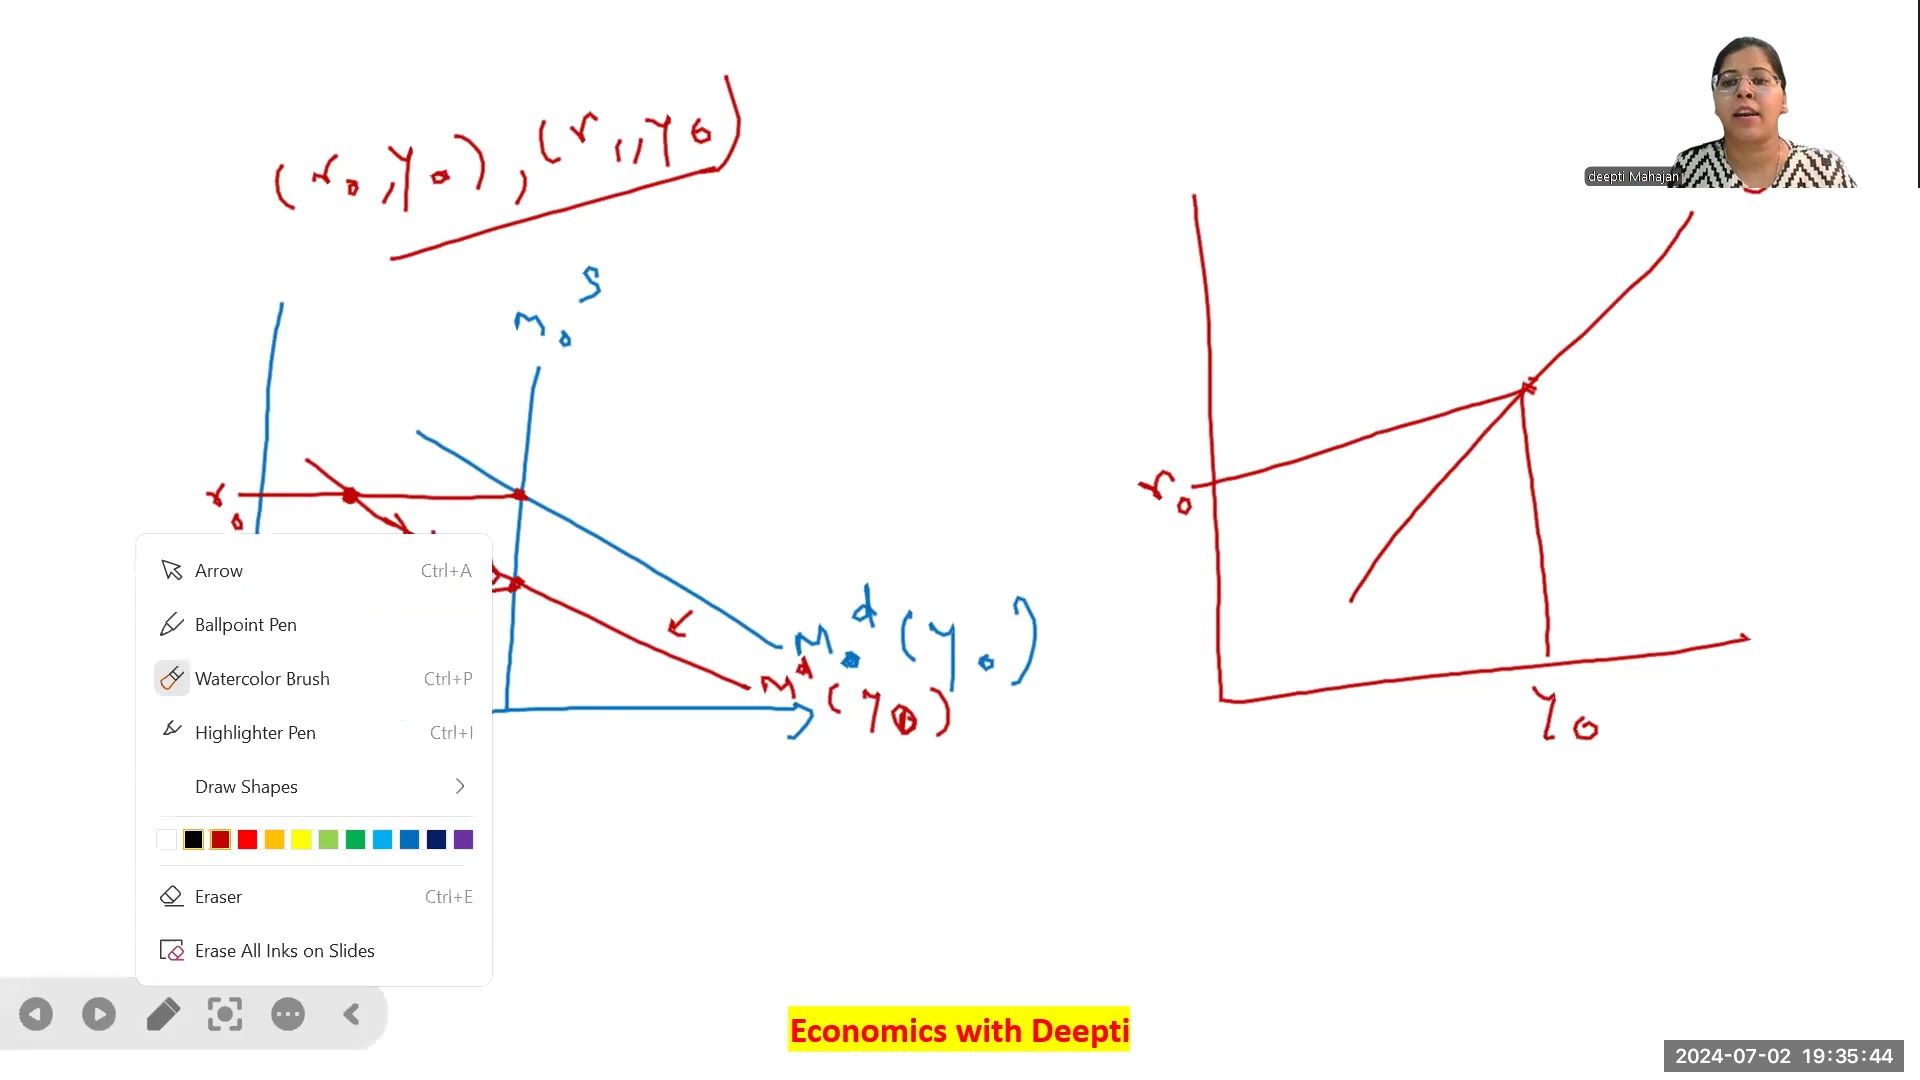 (r₀, y₀), (r₁, y₀)
deepti Mahajan
M₀ˢ
r₀
r₀
M₀ᵈ (y₀)
Mᵈ (y₀)
y₀
Arrow Ctrl+A
Ballpoint Pen
Watercolor Brush Ctrl+P
Highlighter Pen Ctrl+I
Draw Shapes
Eraser Ctrl+E
Erase All Inks on Slides
Economics with Deepti
2024-07-02 19:35:44